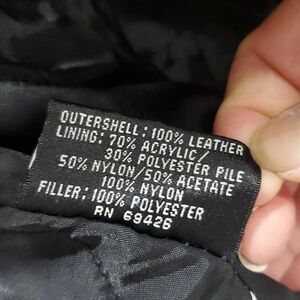 OUTERSHELL: 100% LEATHER
LINING: 70% ACRYLIC/
30% POLYESTER PILE
50% NYLON/50% ACETATE
100% NYLON
FILLER: 100% POLYESTER
RN 69426